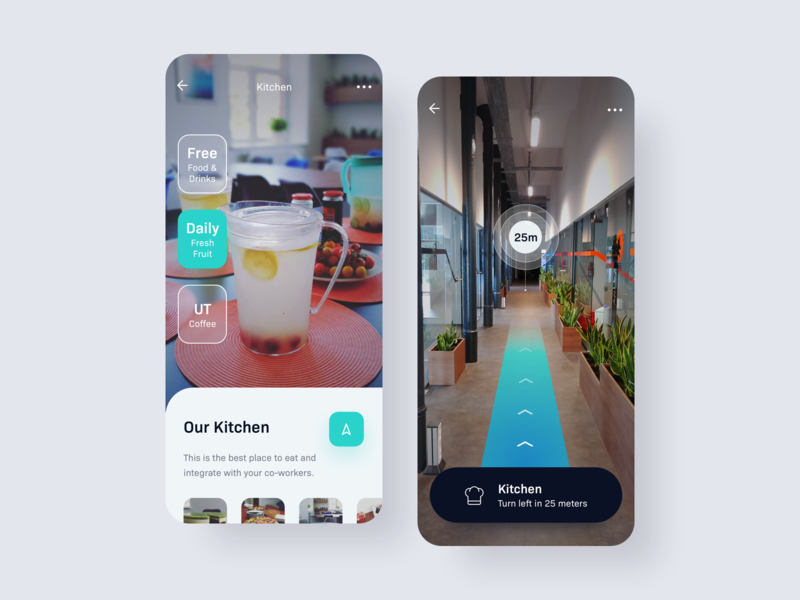 Kitchen
Free
Food &
Drinks
Daily
Fresh
Fruit
UT
Coffee
Our Kitchen
This is the best place to eat and
integrate with your co-workers.
25m
Kitchen
Turn left in 25 meters